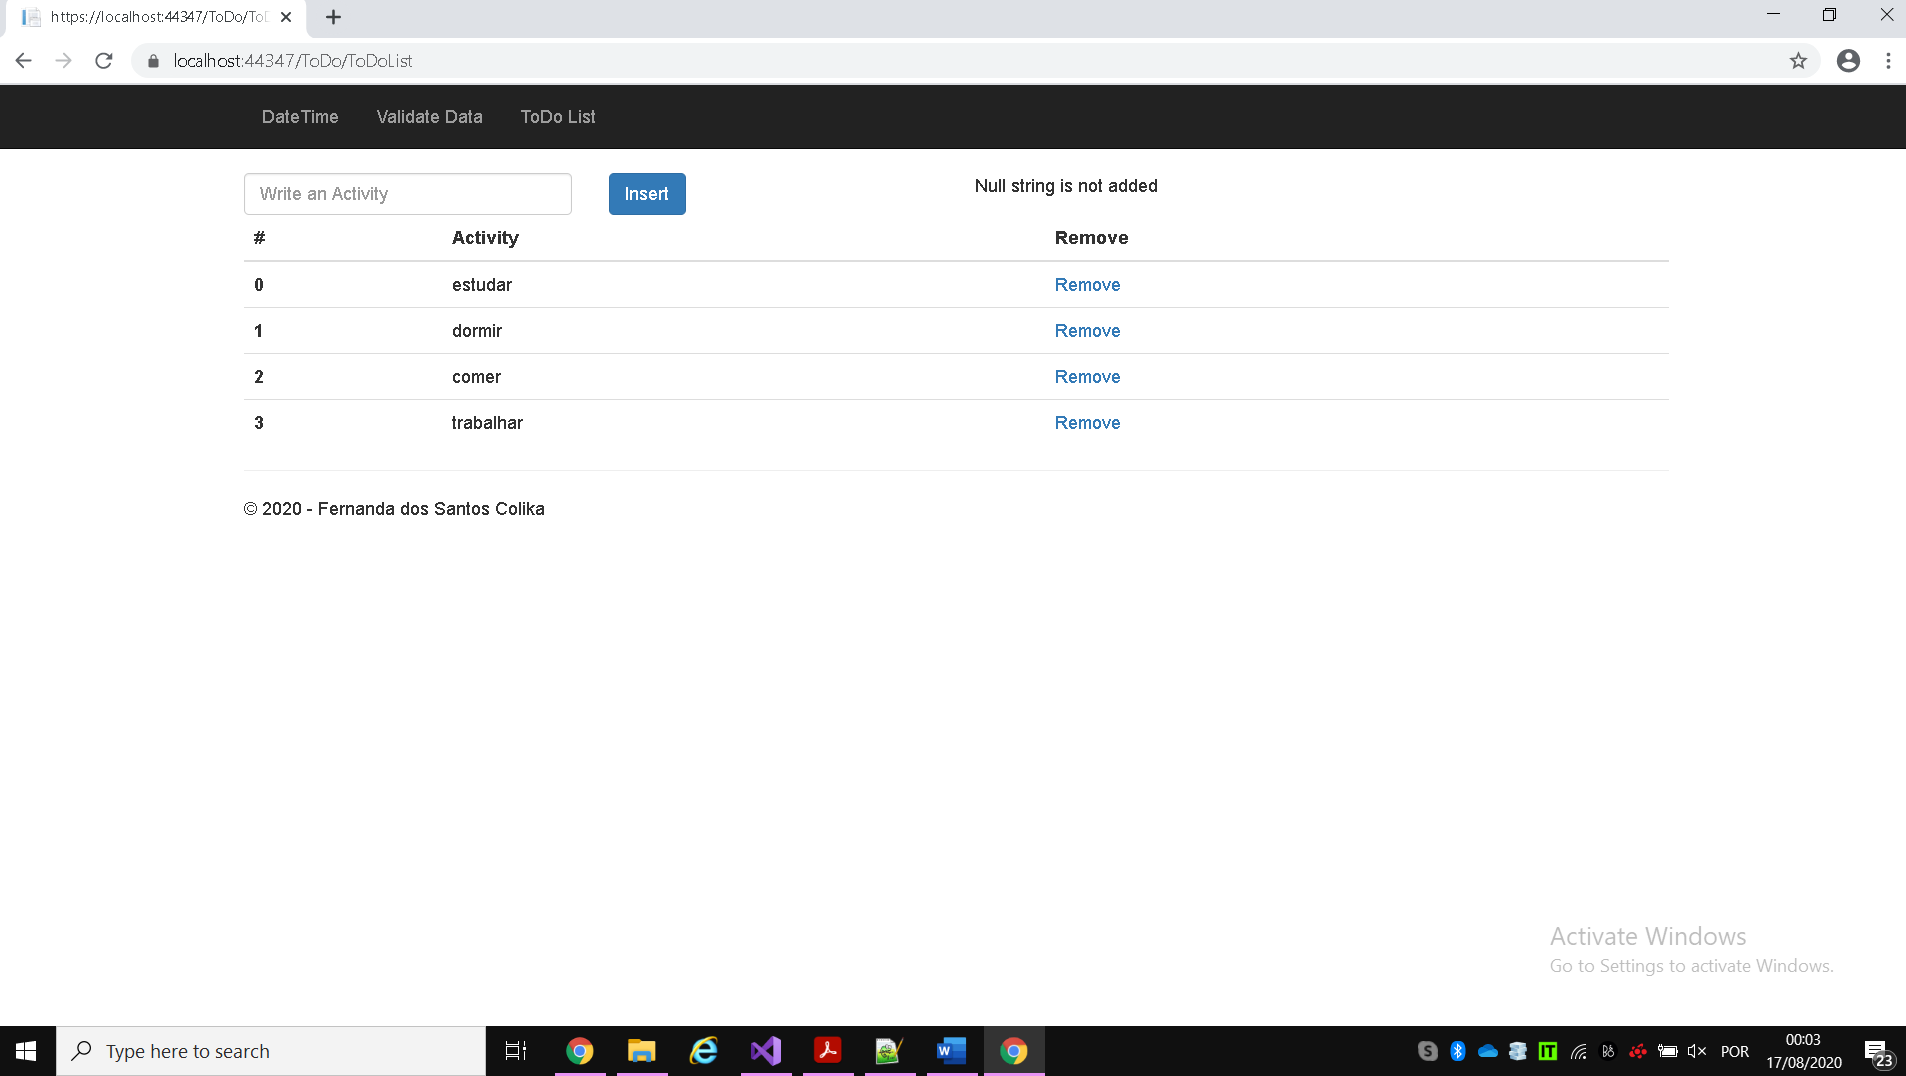 https://localhost:44347/ToDo/ToD
localhost:44347/ToDo/ToDoList
DateTime Validate Data ToDo List
Write an Activity Insert Null string is not added
# Activity Remove
0 estudar Remove
1 dormir Remove
2 comer Remove
3 trabalhar Remove
© 2020 - Fernanda dos Santos Colika
Activate Windows
Go to Settings to activate Windows.
Type here to search
POR
00:03
17/08/2020
23